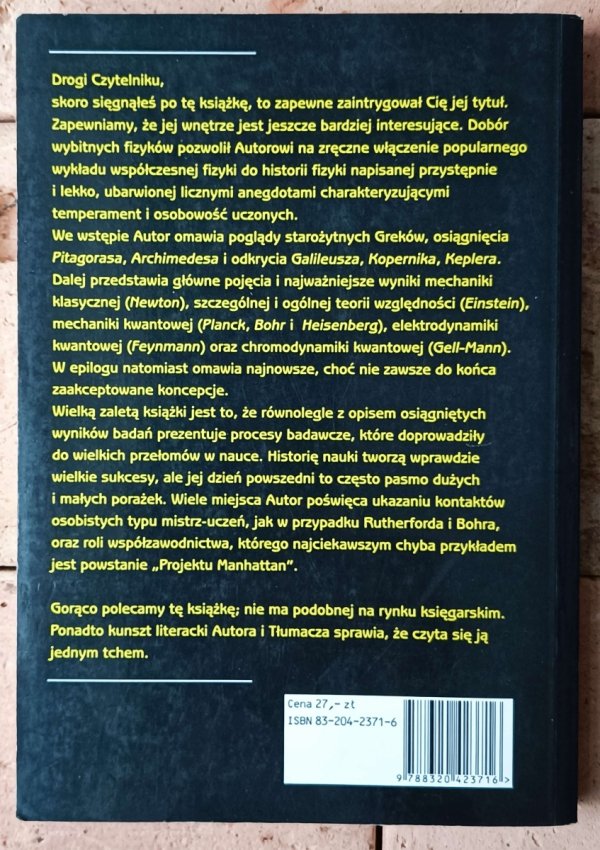 Drogi Czytelniku,
skoro sięgnąłeś po tę książkę, to zapewne zaintrygował Cię jej tytuł.
Zapewniamy, że jej wnętrze jest jeszcze bardziej interesujące. Dobór
wybitnych fizyków pozwolił Autorowi na zręczne włączenie popularnego
wykładu współczesnej fizyki do historii fizyki napisanej przystępnie
i lekko, ubarwionej licznymi anegdotami charakteryzującymi
temperament i osobowość uczonych.
We wstępie Autor omawia poglądy starożytnych Greków, osiągnięcia
Pitagorasa, Archimedesa i odkrycia Galileusza, Kopernika, Keplera.
Dalej przedstawia główne pojęcia i najważniejsze wyniki mechaniki
klasycznej (Newton), szczególnej i ogólnej teorii względności (Einstein),
mechaniki kwantowej (Planck, Bohr i Heisenberg), elektrodynamiki
kwantowej (Feynmann) oraz chromodynamiki kwantowej (Gell-Mann).
W epilogu natomiast omawia najnowsze, choć nie zawsze do końca
zaakceptowane koncepcje.
Wielką zaletą książki jest to, że równolegle z opisem osiągniętych
wyników badań prezentuje procesy badawcze, które doprowadziły
do wielkich przełomów w nauce. Historię nauki tworzą wprawdzie
wielkie sukcesy, ale jej dzień powszedni to często pasmo dużych
i małych porażek. Wiele miejsca Autor poświęca ukazaniu kontaktów
osobistych typu mistrz-uczeń, jak w przypadku Rutherforda i Bohra,
oraz roli współzawodnictwa, którego najciekawszym chyba przykładem
jest powstanie „Projektu Manhattan”.
Gorąco polecamy tę książkę; nie ma podobnej na rynku księgarskim.
Ponadto kunszt literacki Autora i Tłumacza sprawia, że czyta się ją
jednym tchem.
Cena 27,– zł
ISBN 83-204-2371-6
9 788320 423716 >